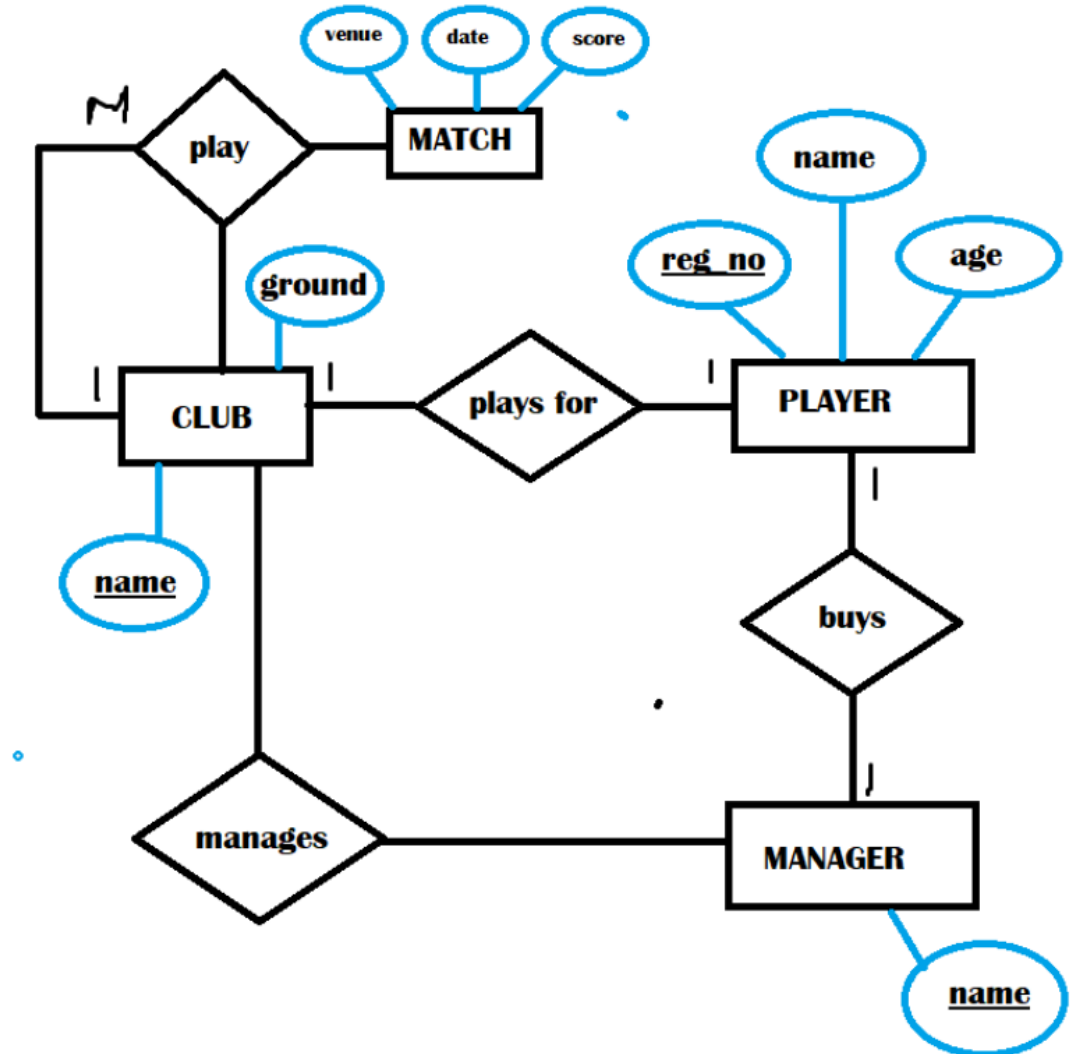 venue
date
score
M
play
MATCH
name
reg_no
age
ground
1
1
1
CLUB
plays for
PLAYER
1
name
buys
1
manages
MANAGER
name